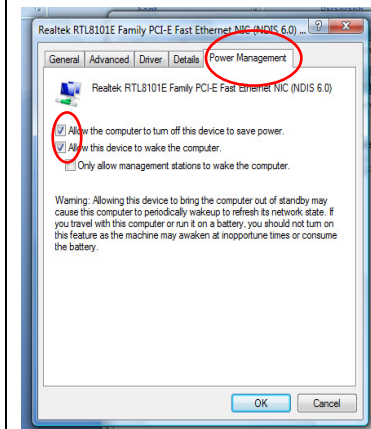 Font
Paragraph
Realtek RTL8101E Family PCI-E Fast Ethernet NIC (NDIS 6.0) ...
General Advanced Driver Details Power Management
Realtek RTL8101E Family PCI-E Fast Ethernet NIC (NDIS 6.0)
Allow the computer to turn off this device to save power.
Allow this device to wake the computer.
Only allow management stations to wake the computer.
Warning: Allowing this device to bring the computer out of standby may
cause this computer to periodically wakeup to refresh its network state. If
you travel with this computer or run it on a battery, you should not turn on
this feature as the machine may awaken at inopportune times or consume
the battery.
OK Cancel